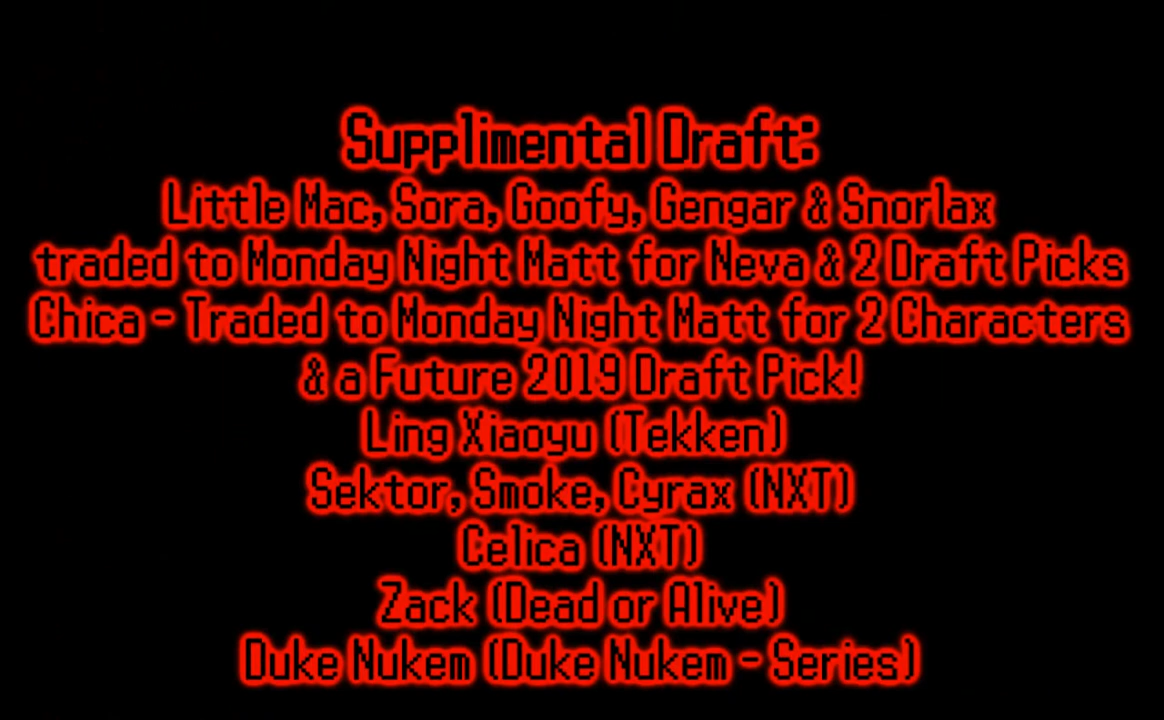 Supplimental Draft:
Little Mac, Sora, Goofy, Gengar & Snorlax
traded to Monday Night Matt for Neva & 2 Draft Picks
Chica - Traded to Monday Night Matt for 2 Characters
& a Future 2019 Draft Pick!
Ling Xiaoyu (Tekken)
Sektor, Smoke, Cyrax (NXT)
Celica (NXT)
Zack (Dead or Alive)
Duke Nukem (Duke Nukem - Series)